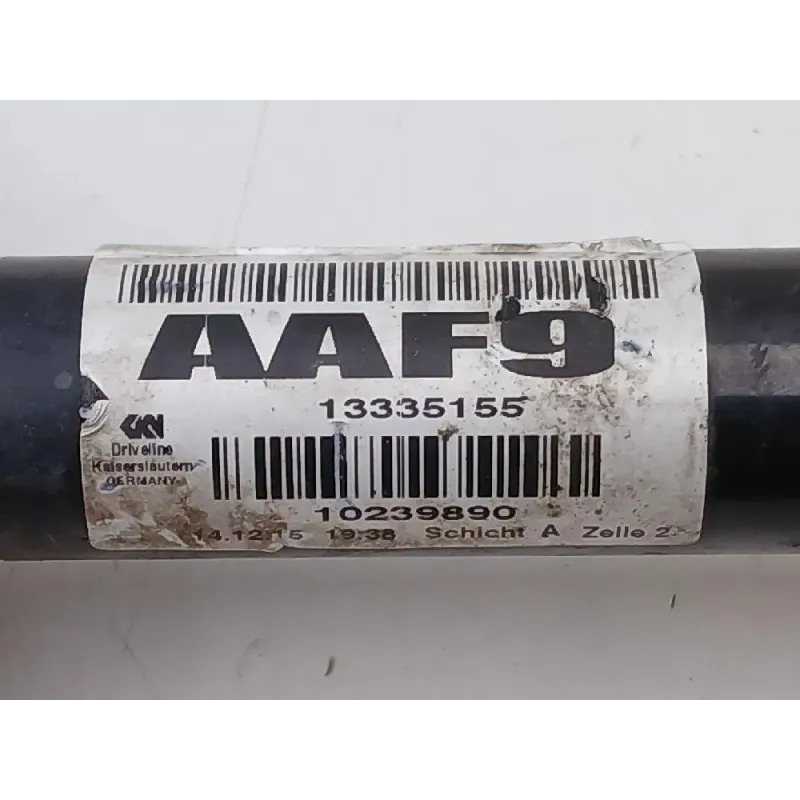 AAF9
13335155
GKN
Driveline
Kaiserslautern
GERMANY
10239890
14.12.15 19:38 Schicht A Zelle 2